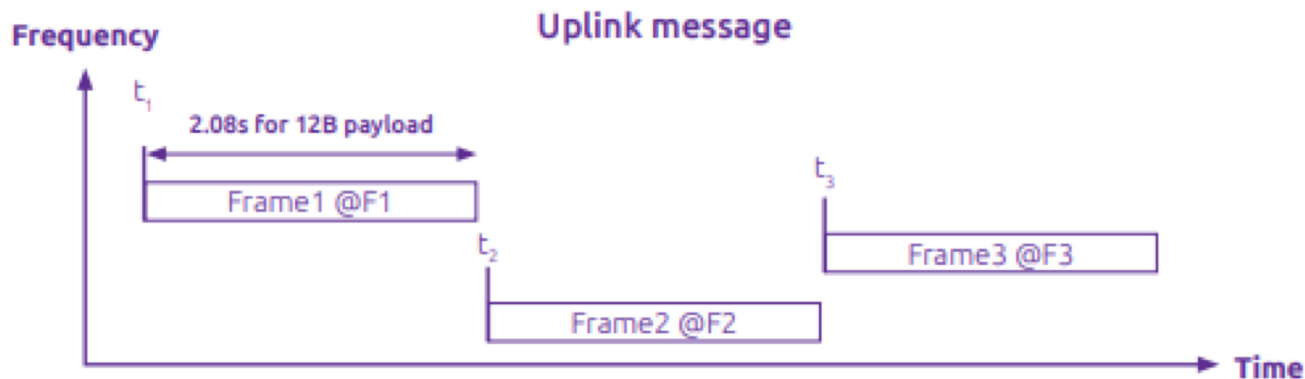 Uplink message
Frequency
t₁
2.08s for 12B payload
Frame1 @F1
t₂
Frame2 @F2
t₃
Frame3 @F3
Time